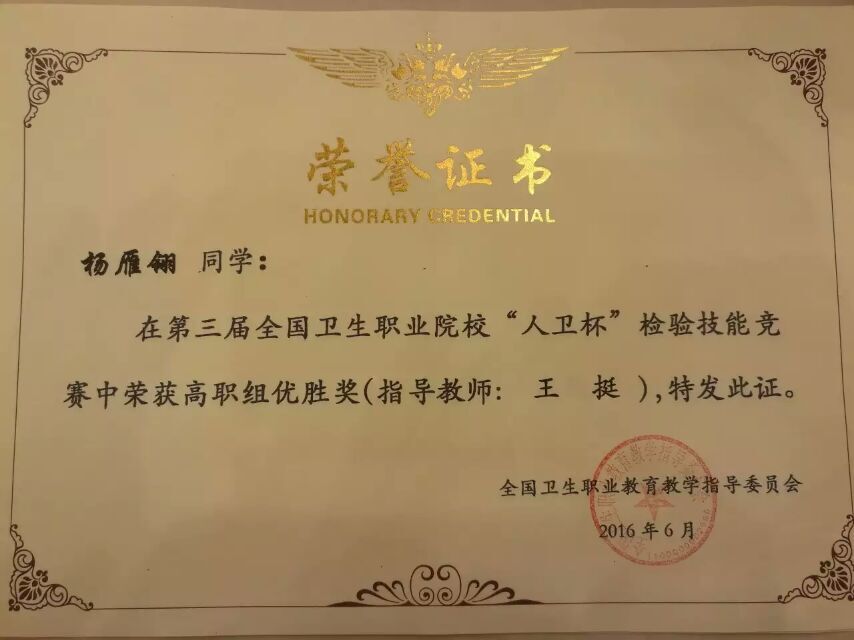 荣誉证书
HONORARY CREDENTIAL
杨雁翎 同学：
在第三届全国卫生职业院校“人卫杯”检验技能竞
赛中荣获高职组优胜奖(指导教师: 王 挺 ),特发此证。
全国卫生职业教育教学指导委员会
2016 年 6 月